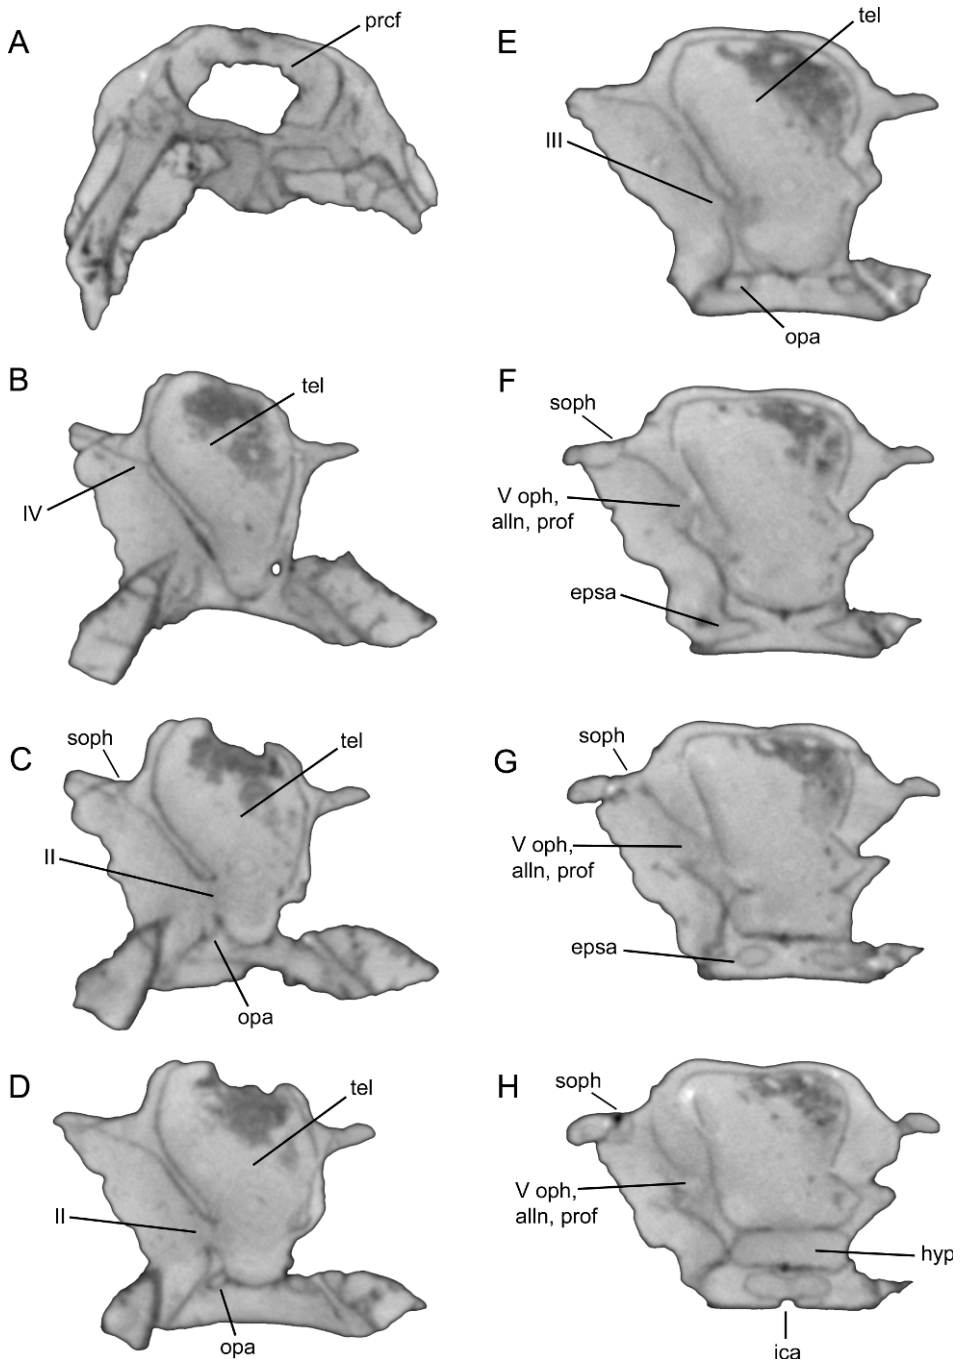 A
prcf
B
tel
IV
C
soph
tel
II
opa
D
tel
II
opa
E
tel
III
opa
F
soph
V oph,
alln, prof
epsa
G
soph
V oph,
alln, prof
epsa
H
soph
V oph,
alln, prof
hyp
ica